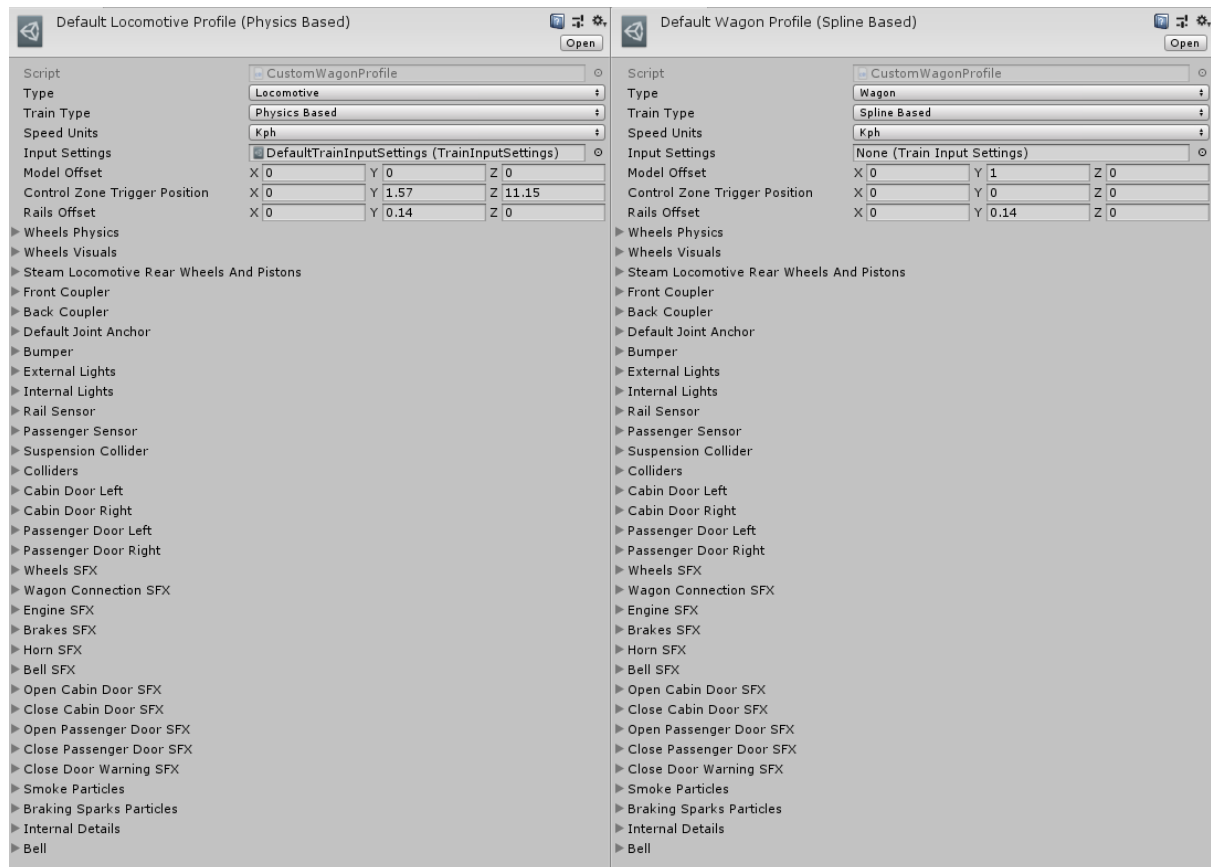 Default Locomotive Profile (Physics Based)
Open
Script CustomWagonProfile
Type Locomotive
Train Type Physics Based
Speed Units Kph
Input Settings DefaultTrainInputSettings (TrainInputSettings)
Model Offset X 0 Y 0 Z 0
Control Zone Trigger Position X 0 Y 1.57 Z 11.15
Rails Offset X 0 Y 0.14 Z 0
Wheels Physics
Wheels Visuals
Steam Locomotive Rear Wheels And Pistons
Front Coupler
Back Coupler
Default Joint Anchor
Bumper
External Lights
Internal Lights
Rail Sensor
Passenger Sensor
Suspension Collider
Colliders
Cabin Door Left
Cabin Door Right
Passenger Door Left
Passenger Door Right
Wheels SFX
Wagon Connection SFX
Engine SFX
Brakes SFX
Horn SFX
Bell SFX
Open Cabin Door SFX
Close Cabin Door SFX
Open Passenger Door SFX
Close Passenger Door SFX
Close Door Warning SFX
Smoke Particles
Braking Sparks Particles
Internal Details
Bell
Default Wagon Profile (Spline Based)
Open
Script CustomWagonProfile
Type Wagon
Train Type Spline Based
Speed Units Kph
Input Settings None (Train Input Settings)
Model Offset X 0 Y 1 Z 0
Control Zone Trigger Position X 0 Y 0 Z 0
Rails Offset X 0 Y 0.14 Z 0
Wheels Physics
Wheels Visuals
Steam Locomotive Rear Wheels And Pistons
Front Coupler
Back Coupler
Default Joint Anchor
Bumper
External Lights
Internal Lights
Rail Sensor
Passenger Sensor
Suspension Collider
Colliders
Cabin Door Left
Cabin Door Right
Passenger Door Left
Passenger Door Right
Wheels SFX
Wagon Connection SFX
Engine SFX
Brakes SFX
Horn SFX
Bell SFX
Open Cabin Door SFX
Close Cabin Door SFX
Open Passenger Door SFX
Close Passenger Door SFX
Close Door Warning SFX
Smoke Particles
Braking Sparks Particles
Internal Details
Bell